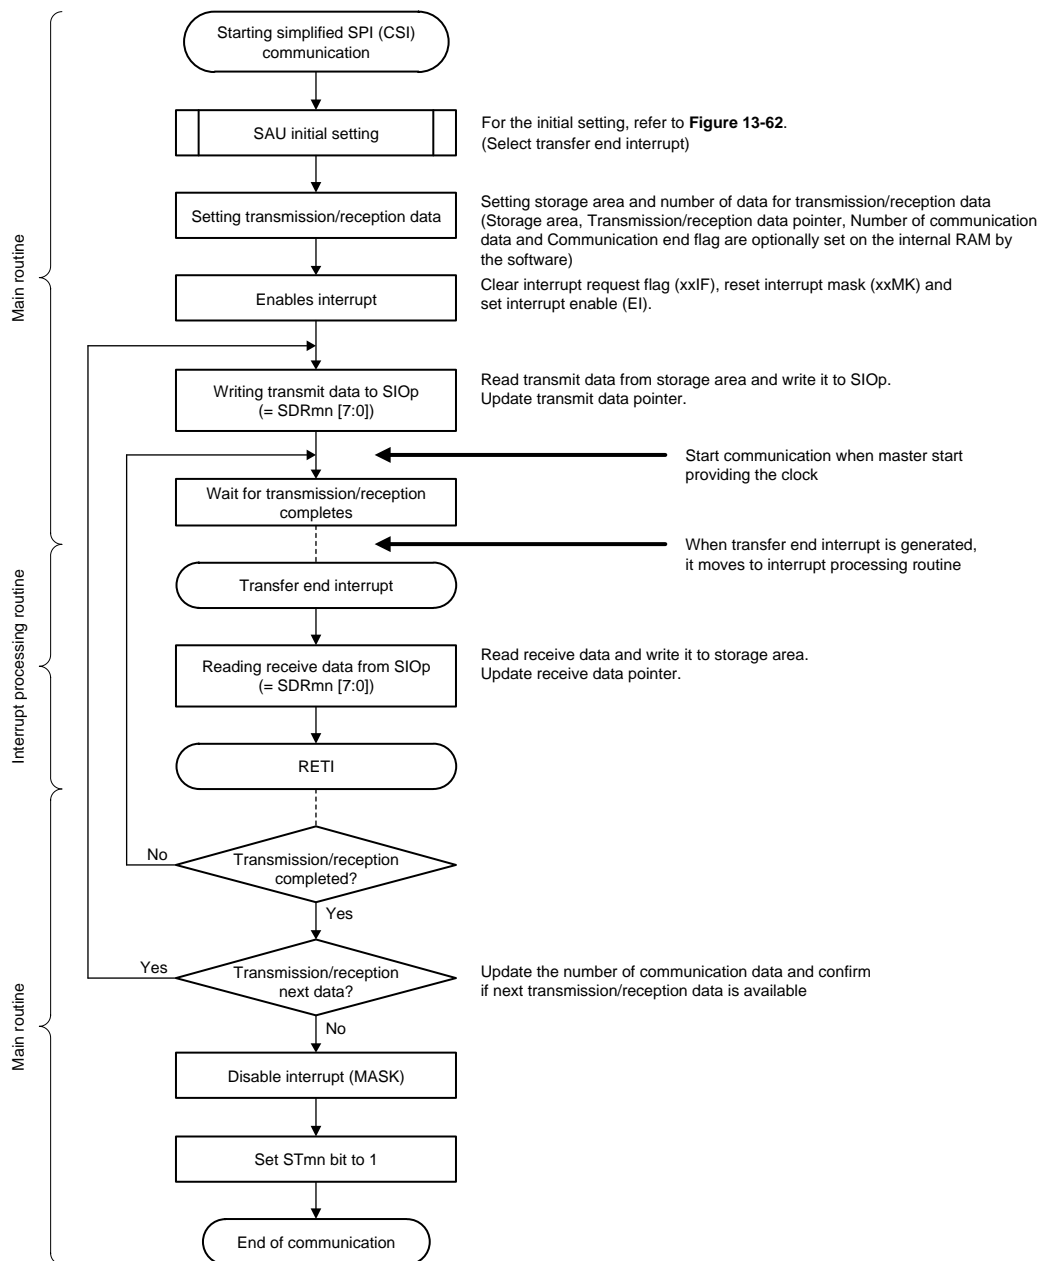 Starting simplified SPI (CSI)
communication
SAU initial setting
For the initial setting, refer to Figure 13-62.
(Select transfer end interrupt)
Setting transmission/reception data
Setting storage area and number of data for transmission/reception data
(Storage area, Transmission/reception data pointer, Number of communication
data and Communication end flag are optionally set on the internal RAM by
the software)
Main routine
Enables interrupt
Clear interrupt request flag (xxIF), reset interrupt mask (xxMK) and
set interrupt enable (EI).
Writing transmit data to SIOp
(= SDRmn [7:0])
Read transmit data from storage area and write it to SIOp.
Update transmit data pointer.
Start communication when master start
providing the clock
Wait for transmission/reception
completes
When transfer end interrupt is generated,
it moves to interrupt processing routine
Interrupt processing routine
Transfer end interrupt
Reading receive data from SIOp
(= SDRmn [7:0])
Read receive data and write it to storage area.
Update receive data pointer.
RETI
No
Transmission/reception
completed?
Yes
Main routine
Yes
Transmission/reception
next data?
Update the number of communication data and confirm
if next transmission/reception data is available
No
Disable interrupt (MASK)
Set STmn bit to 1
End of communication